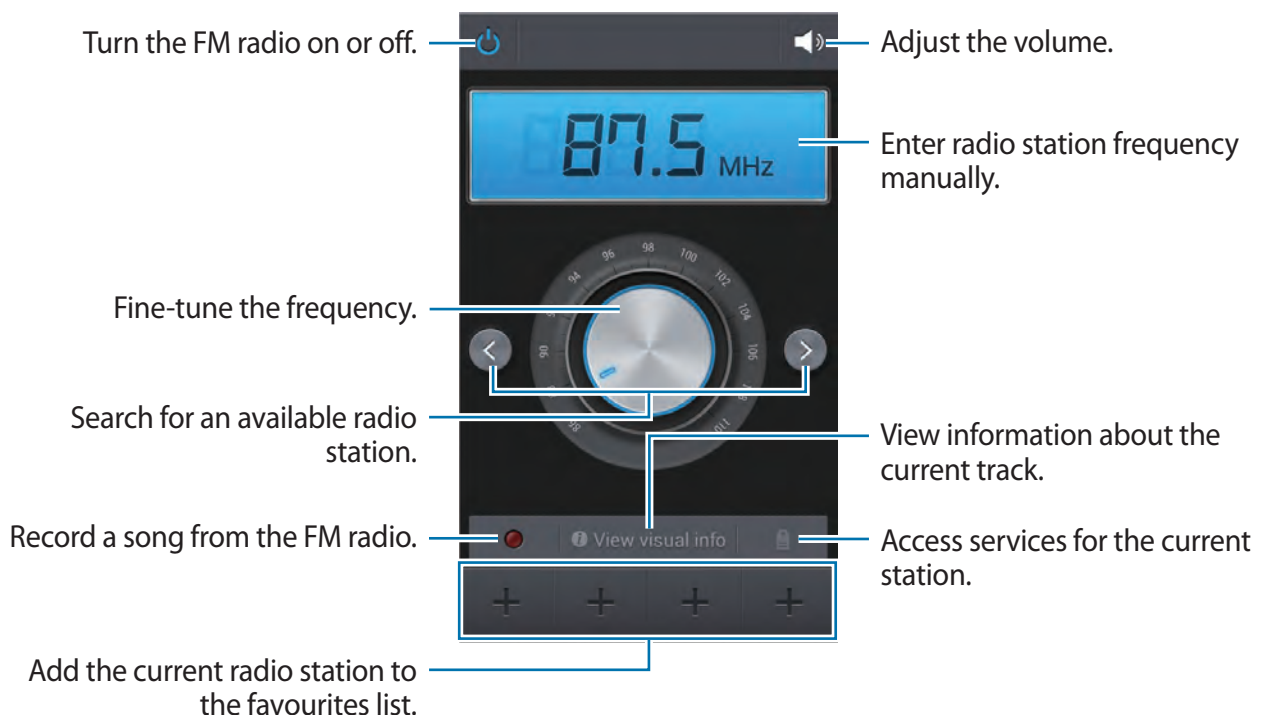 Turn the FM radio on or off.
Adjust the volume.
87.5 MHz
Enter radio station frequency
manually.
94
96
98
100
102
104
106
90
110
Fine-tune the frequency.
Search for an available radio
station.
View information about the
current track.
Record a song from the FM radio.
View visual info
Access services for the current
station.
Add the current radio station to
the favourites list.